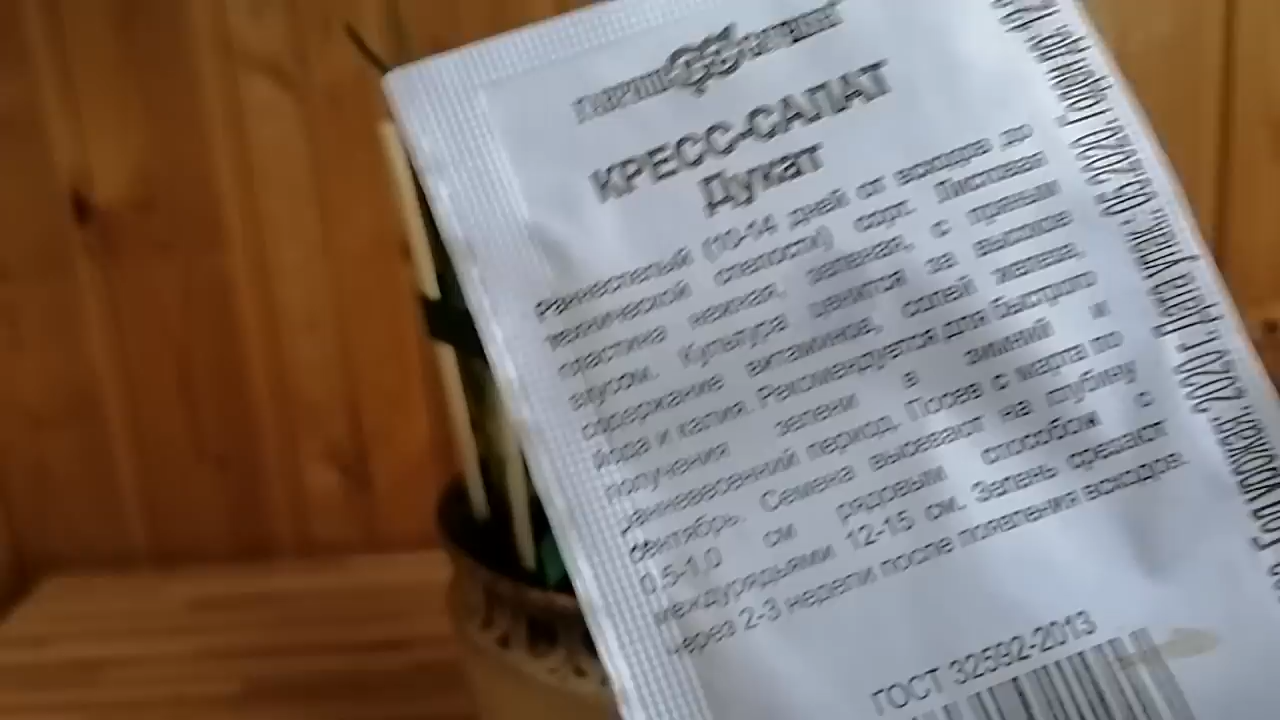 КРЕСС-САЛАТ
Дукат
Раннеспелый (10-14 дней от всходов до
технической спелости) сорт. Листовая
пластина нежная, зеленая, с пряным
вкусом. Культура ценится за высокое
содержание витаминов, солей железа,
йода и калия. Рекомендуется для быстрого
получения зелени в зимний и
ранневесенний период. Посев с марта по
сентябрь. Семена высевают на глубину
0,5-1,0 см рядовым способом с
междурядьями 12-15 см. Зелень срезают
через 2-3 недели после появления всходов.
ГОСТ 32592-2013